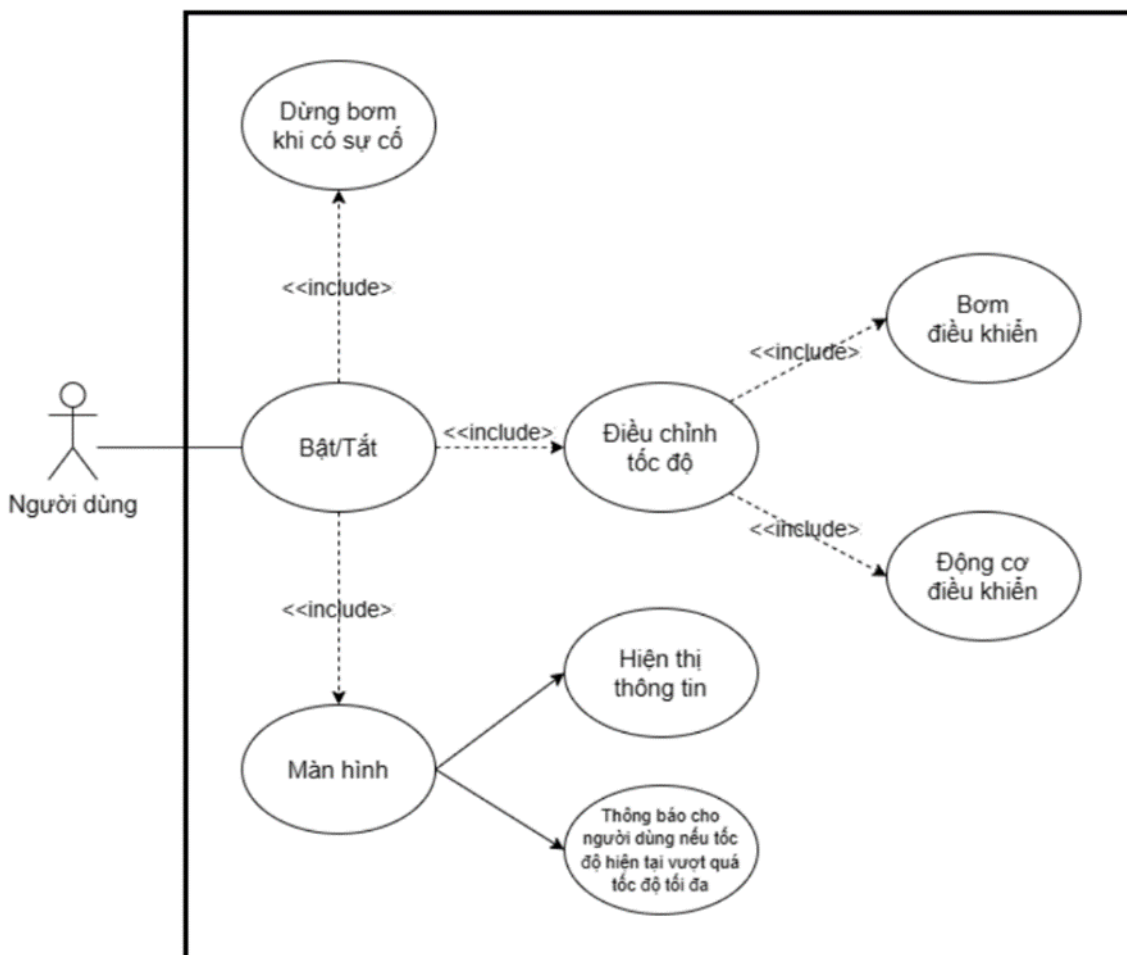 Dừng bơm
khi có sự cố
<<include>
Bơm
điều khiển
<<include>
Bật/Tắt
<<include>
Điều chỉnh
tốc độ
Người dùng
<<include>
Động cơ
điều khiển
<<include>
Hiện thị
thông tin
Màn hình
Thông báo cho
người dùng nếu tốc
độ hiện tại vượt quá
tốc độ tối đa